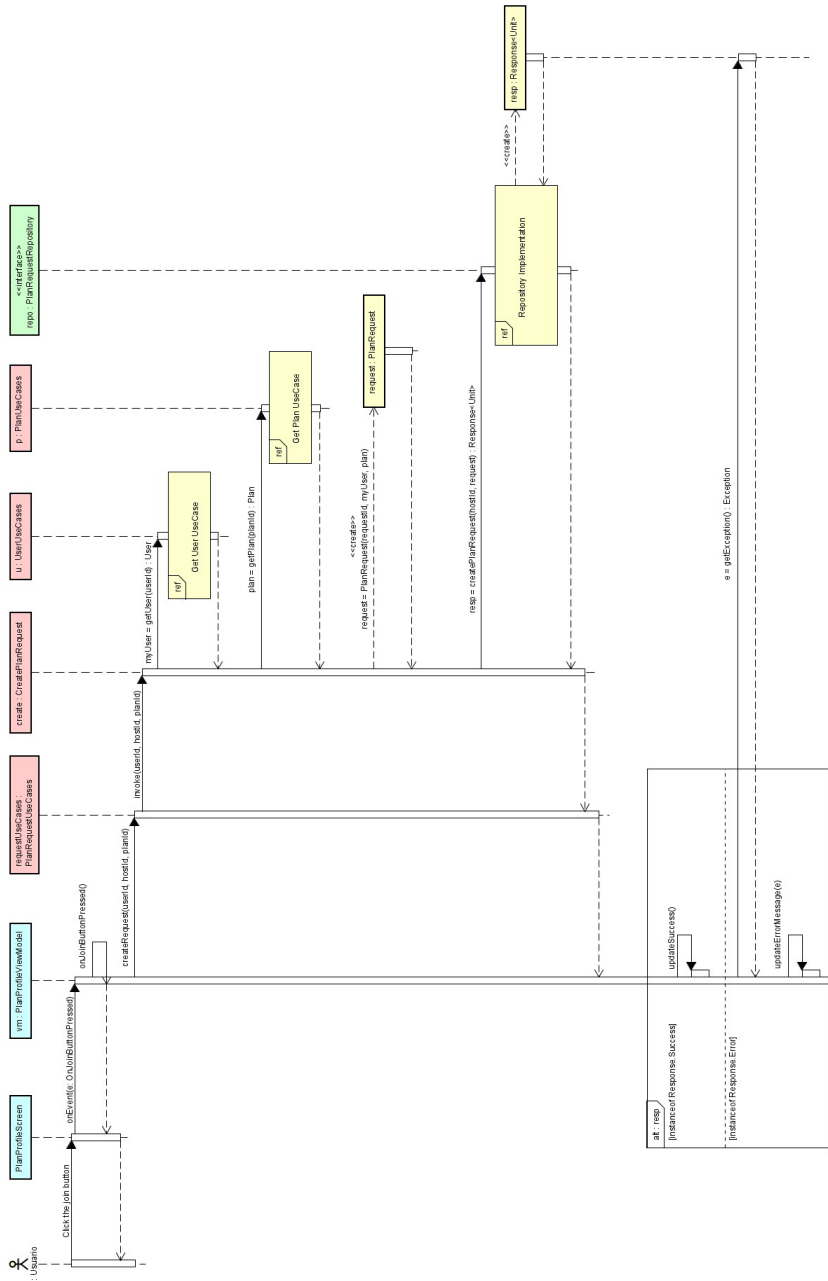 : Usuario
PlanProfileScreen
vm : PlanProfileViewModel
requestUseCases :
PlanRequestUseCases
create : CreatePlanRequest
u : UserUseCases
p : PlanUseCases
<<interface>>
repo : PlanRequestRepository
Click the join button
onEvent(e: OnJoinButtonPressed)
onJoinButtonPressed()
createRequest(userId, hostId, planId)
invoke(userId, hostId, planId)
myUser = getUser(userId) : User
ref
Get User UseCase
plan = getPlan(planId) : Plan
ref
Get Plan UseCase
<<create>>
request = PlanRequest(requestId, myUser, plan)
request : PlanRequest
resp = createPlanRequest(hostId, request) : Response<Unit>
ref
Repository Implementation
<<create>>
resp : Response<Unit>
alt : resp
[instanceof Response.Success]
updateSuccess()
[instanceof Response.Error]
e = getException() : Exception
updateErrorMessage(e)